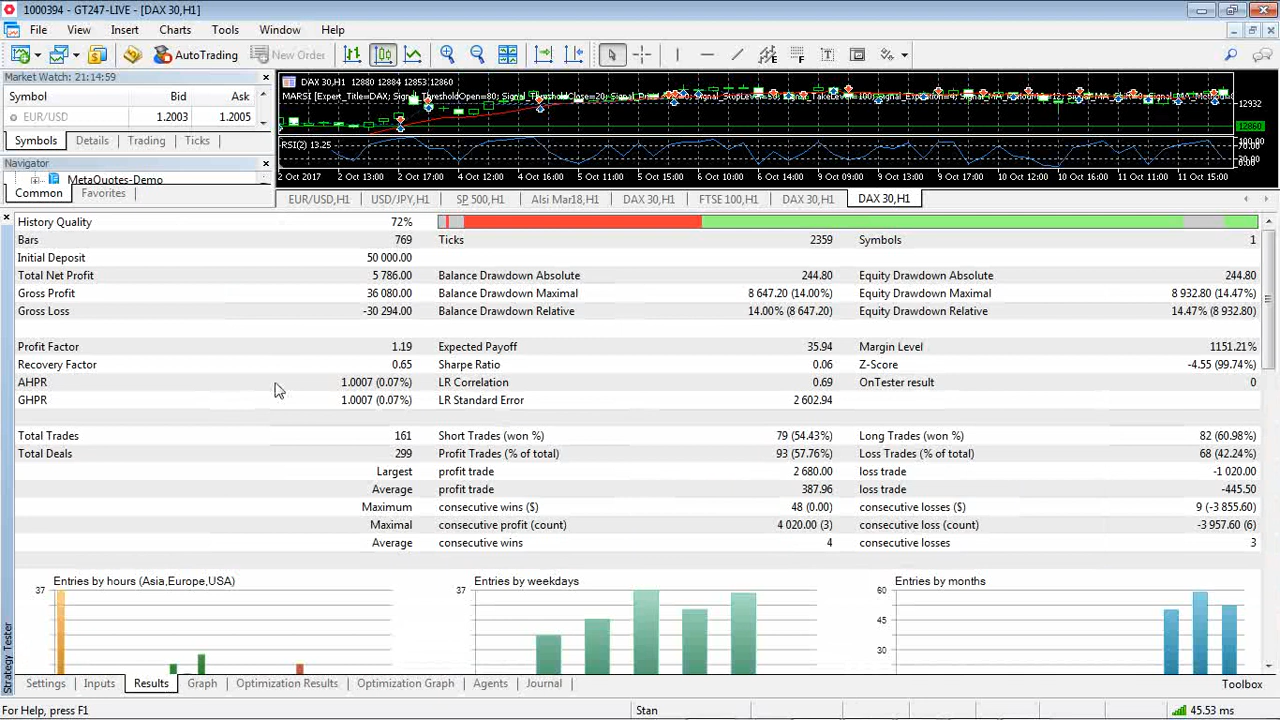 1000394 - GT247-LIVE - [DAX 30,H1]
File View Insert Charts Tools Window Help
AutoTrading New Order
Market Watch: 21:14:59
Symbol Bid Ask
EUR/USD 1.2003 1.2005
Symbols Details Trading Ticks
Navigator
MetaQuotes-Demo
Common Favorites
DAX 30,H1 12880 12884 12853 12860
MARSI [Expert_Title=DAX; Signal_ThresholdOpen=80; Signal_ThresholdClose=20;
12932
12860
RSI(2) 13.25
2 Oct 2017 2 Oct 13:00 2 Oct 17:00 4 Oct 12:00 4 Oct 16:00 5 Oct 11:00 5 Oct 15:00 6 Oct 10:00 6 Oct 14:00 9 Oct 09:00 9 Oct 13:00 9 Oct 17:00 10 Oct 12:00 10 Oct 16:00 11 Oct 11:00 11 Oct 15:00
EUR/USD,H1 USD/JPY,H1 SP 500,H1 Alsi Mar18,H1 DAX 30,H1 FTSE 100,H1 DAX 30,H1 DAX 30,H1
History Quality 72%
Bars 769 Ticks 2359 Symbols 1
Initial Deposit 50 000.00
Total Net Profit 5 786.00 Balance Drawdown Absolute 244.80 Equity Drawdown Absolute 244.80
Gross Profit 36 080.00 Balance Drawdown Maximal 8 647.20 (14.00%) Equity Drawdown Maximal 8 932.80 (14.47%)
Gross Loss -30 294.00 Balance Drawdown Relative 14.00% (8 647.20) Equity Drawdown Relative 14.47% (8 932.80)
Profit Factor 1.19 Expected Payoff 35.94 Margin Level 1151.21%
Recovery Factor 0.65 Sharpe Ratio 0.06 Z-Score -4.55 (99.74%)
AHPR 1.0007 (0.07%) LR Correlation 0.69 OnTester result 0
GHPR 1.0007 (0.07%) LR Standard Error 2 602.94
Total Trades 161 Short Trades (won %) 79 (54.43%) Long Trades (won %) 82 (60.98%)
Total Deals 299 Profit Trades (% of total) 93 (57.76%) Loss Trades (% of total) 68 (42.24%)
Largest profit trade 2 680.00 loss trade -1 020.00
Average profit trade 387.96 loss trade -445.50
Maximum consecutive wins ($) 48 (0.00) consecutive losses ($) 9 (-3 855.60)
Maximal consecutive profit (count) 4 020.00 (3) consecutive loss (count) -3 957.60 (6)
Average consecutive wins 4 consecutive losses 3
Entries by hours (Asia,Europe,USA) Entries by weekdays Entries by months
37 37 60
45
30
Strategy Tester
Settings Inputs Results Graph Optimization Results Optimization Graph Agents Journal Toolbox
For Help, press F1 Stan 45.53 ms